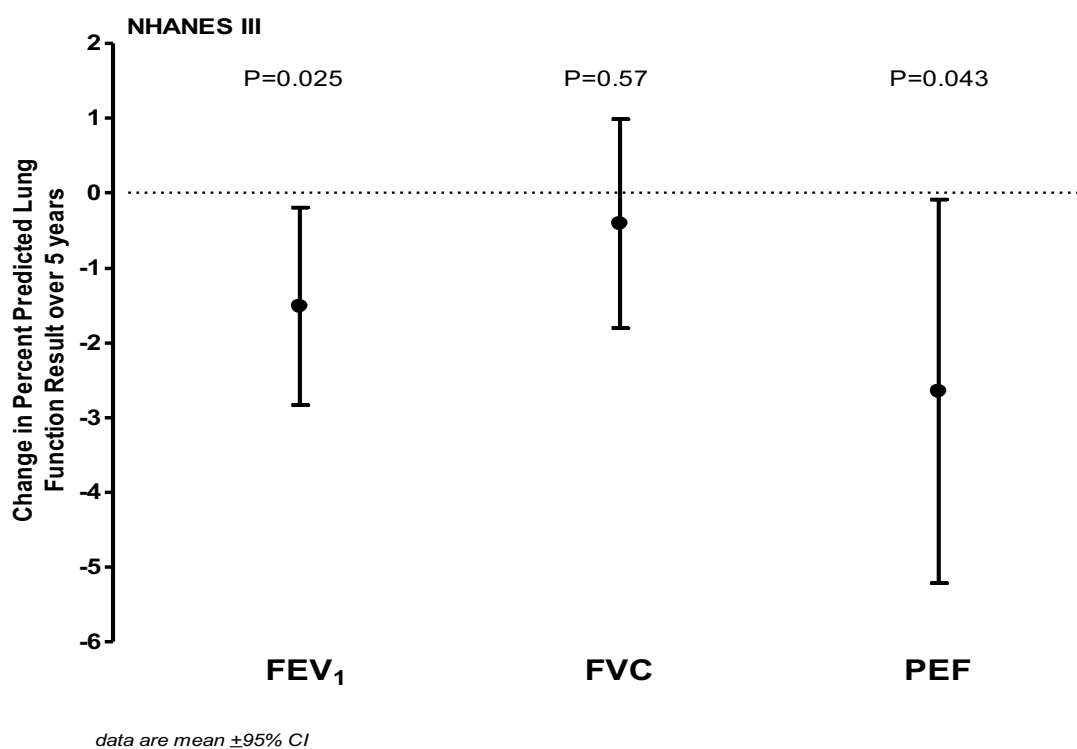 NHANES III
2
P=0.025 P=0.57 P=0.043
1
0
-1
-2
-3
-4
-5
-6
Change in Percent Predicted Lung
Function Result over 5 years
FEV₁ FVC PEF
data are mean ±95% CI